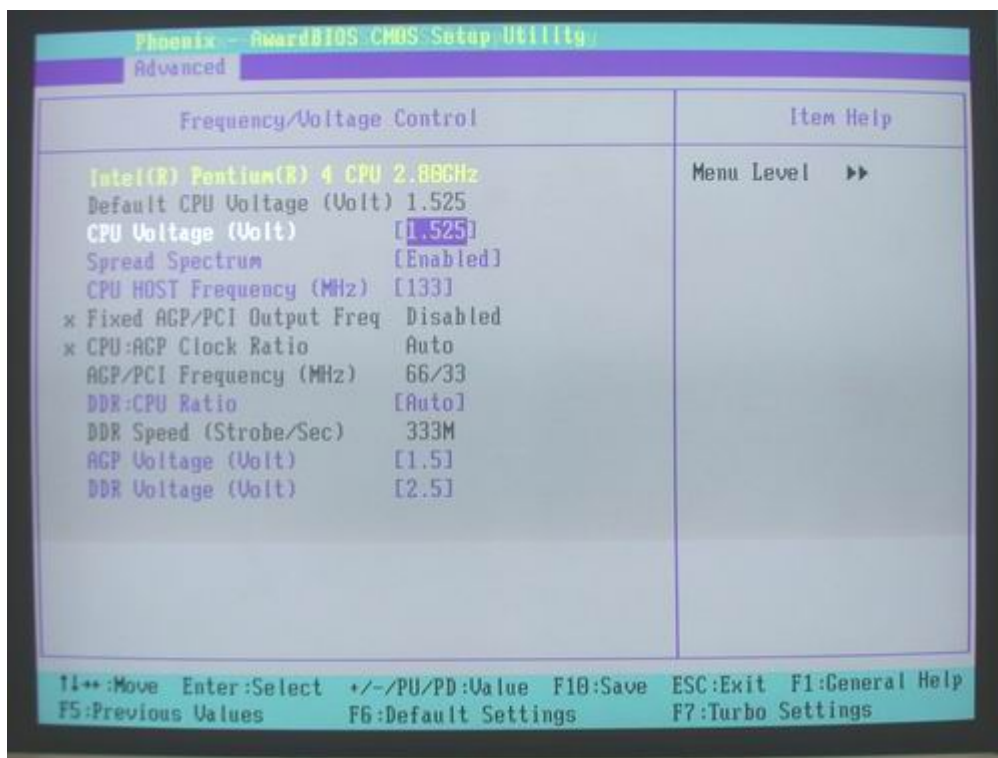 Phoenix - AwardBIOS CMOS Setup Utility
Advanced
Frequency/Voltage Control
Item Help
Intel(R) Pentium(R) 4 CPU 2.80GHz
Default CPU Voltage (Volt) 1.525
CPU Voltage (Volt) [1.525]
Spread Spectrum [Enabled]
CPU HOST Frequency (MHz) [133]
x Fixed AGP/PCI Output Freq Disabled
x CPU:AGP Clock Ratio Auto
AGP/PCI Frequency (MHz) 66/33
DDR:CPU Ratio [Auto]
DDR Speed (Strobe/Sec) 333M
AGP Voltage (Volt) [1.5]
DDR Voltage (Volt) [2.5]
Menu Level ▶▶
↑↓→←:Move Enter:Select +/-/PU/PD:Value F10:Save ESC:Exit F1:General Help
F5:Previous Values F6:Default Settings F7:Turbo Settings